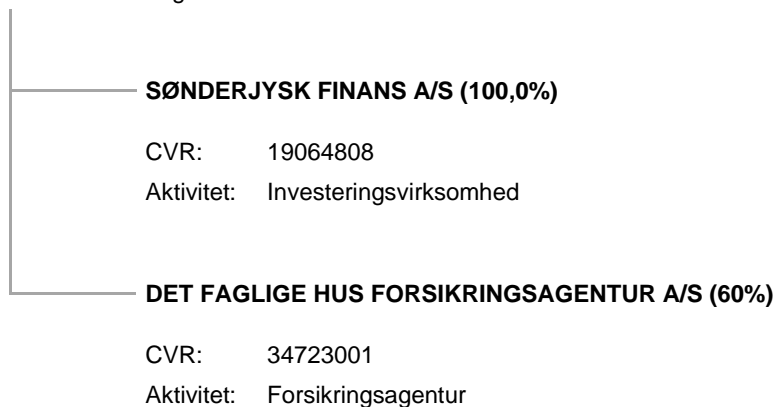 SØNDERJYSK FINANS A/S (100,0%)
CVR: 19064808
Aktivitet: Investeringsvirksomhed
DET FAGLIGE HUS FORSIKRINGSAGENTUR A/S (60%)
CVR: 34723001
Aktivitet: Forsikringsagentur